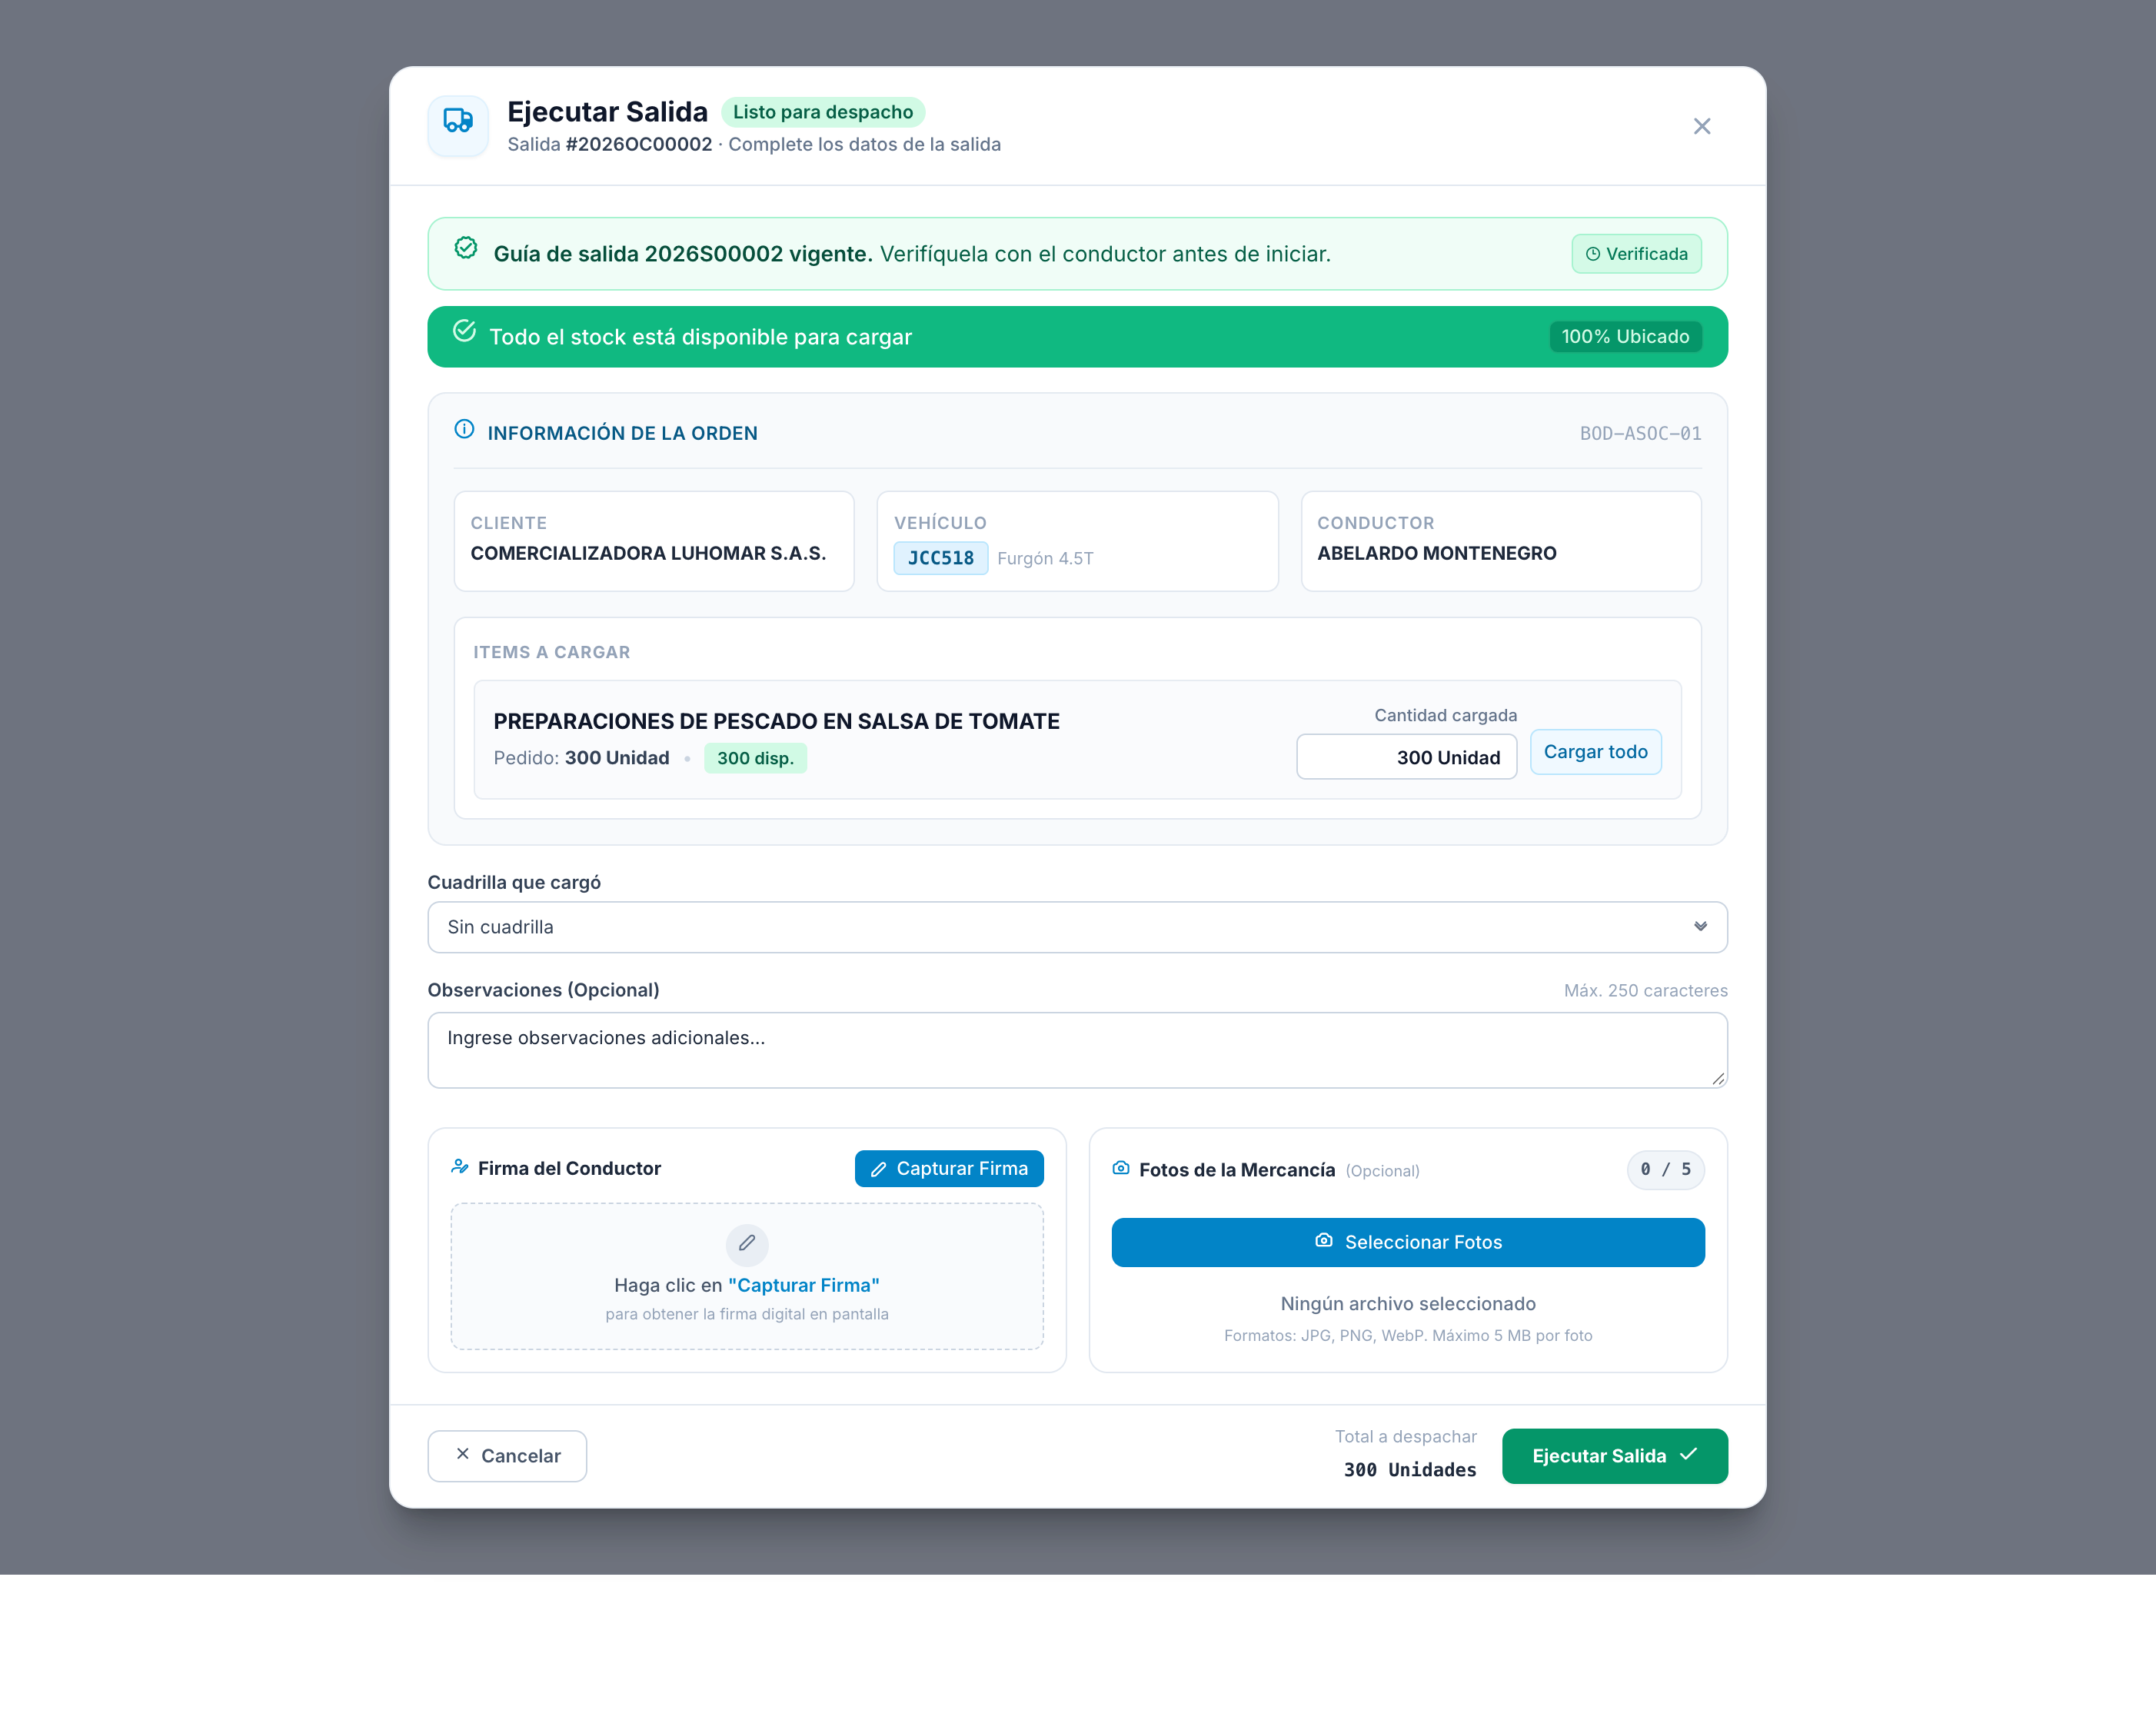 Ejecutar Salida Listo para despacho
Salida #2026OC00002 · Complete los datos de la salida
Guía de salida 2026S00002 vigente. Verifíquela con el conductor antes de iniciar. Verificada
Todo el stock está disponible para cargar 100% Ubicado
INFORMACIÓN DE LA ORDEN BOD-ASOC-01
CLIENTE
COMERCIALIZADORA LUHOMAR S.A.S.
VEHÍCULO
JCC518 Furgón 4.5T
CONDUCTOR
ABELARDO MONTENEGRO
ITEMS A CARGAR
PREPARACIONES DE PESCADO EN SALSA DE TOMATE
Pedido: 300 Unidad • 300 disp.
Cantidad cargada
300 Unidad Cargar todo
Cuadrilla que cargó
Sin cuadrilla
Observaciones (Opcional) Máx. 250 caracteres
Ingrese observaciones adicionales...
Firma del Conductor Capturar Firma
Haga clic en "Capturar Firma"
para obtener la firma digital en pantalla
Fotos de la Mercancía (Opcional) 0 / 5
Seleccionar Fotos
Ningún archivo seleccionado
Formatos: JPG, PNG, WebP. Máximo 5 MB por foto
Cancelar
Total a despachar
300 Unidades
Ejecutar Salida